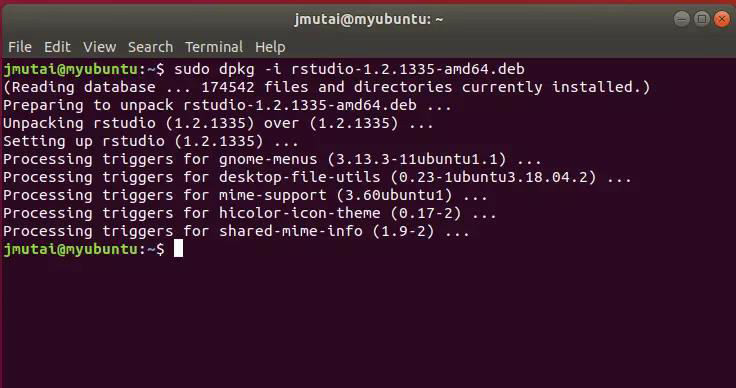 jmutai@myubuntu: ~
File Edit View Search Terminal Help
jmutai@myubuntu:~$ sudo dpkg -i rstudio-1.2.1335-amd64.deb
(Reading database ... 174542 files and directories currently installed.)
Preparing to unpack rstudio-1.2.1335-amd64.deb ...
Unpacking rstudio (1.2.1335) over (1.2.1335) ...
Setting up rstudio (1.2.1335) ...
Processing triggers for gnome-menus (3.13.3-11ubuntu1.1) ...
Processing triggers for desktop-file-utils (0.23-1ubuntu3.18.04.2) ...
Processing triggers for mime-support (3.60ubuntu1) ...
Processing triggers for hicolor-icon-theme (0.17-2) ...
Processing triggers for shared-mime-info (1.9-2) ...
jmutai@myubuntu:~$